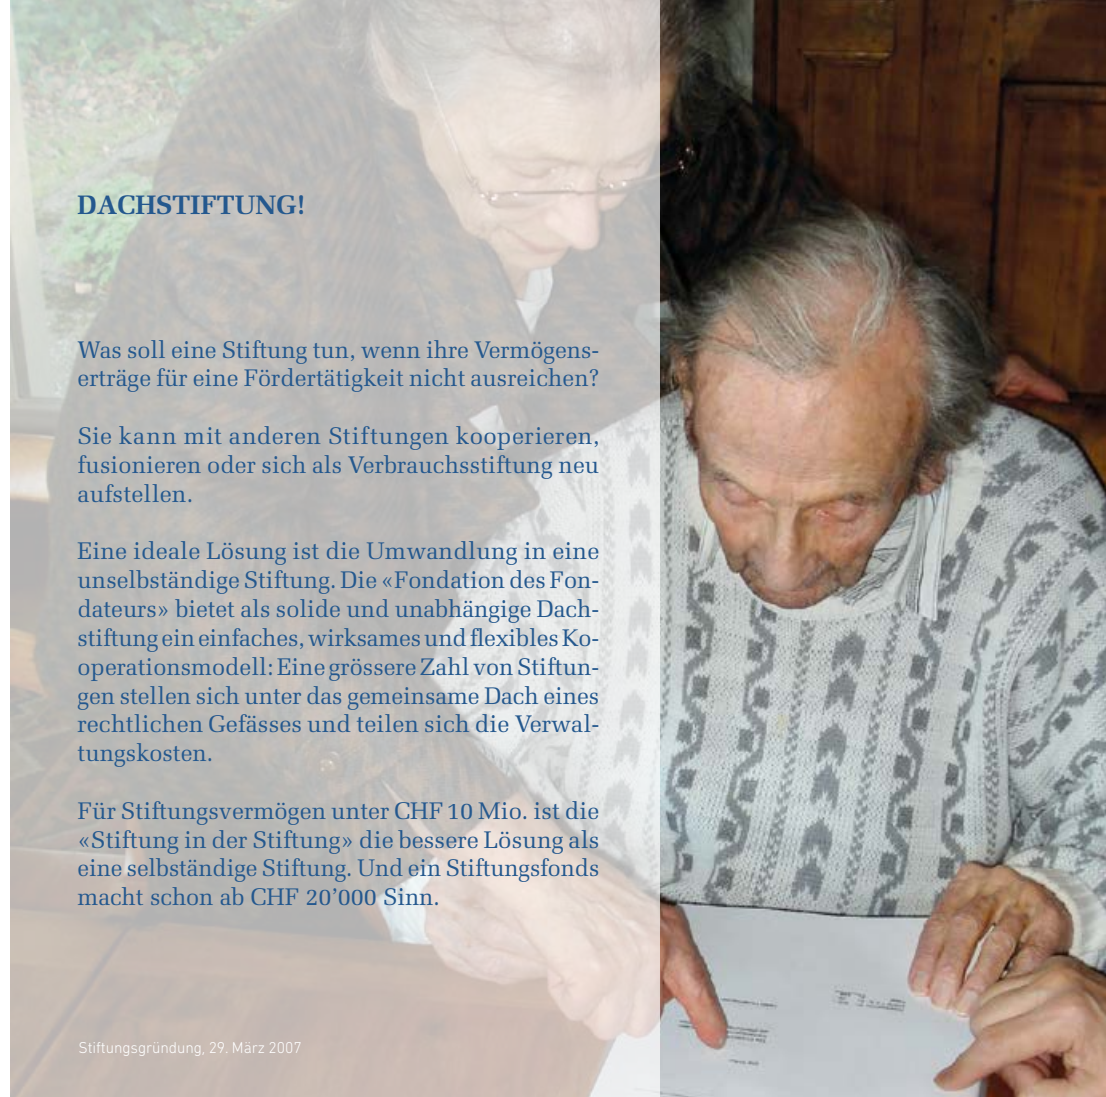 DACHSTIFTUNG!
Was soll eine Stiftung tun, wenn ihre Vermögens-
erträge für eine Fördertätigkeit nicht ausreichen?
Sie kann mit anderen Stiftungen kooperieren,
fusionieren oder sich als Verbrauchsstiftung neu
aufstellen.
Eine ideale Lösung ist die Umwandlung in eine
unselbständige Stiftung. Die «Fondation des Fon-
dateurs» bietet als solide und unabhängige Dach-
stiftung ein einfaches, wirksames und flexibles Ko-
operationsmodell: Eine grössere Zahl von Stiftun-
gen stellen sich unter das gemeinsame Dach eines
rechtlichen Gefässes und teilen sich die Verwal-
tungskosten.
Für Stiftungsvermögen unter CHF 10 Mio. ist die
«Stiftung in der Stiftung» die bessere Lösung als
eine selbständige Stiftung. Und ein Stiftungsfonds
macht schon ab CHF 20’000 Sinn.
Stiftungsgründung, 29. März 2007